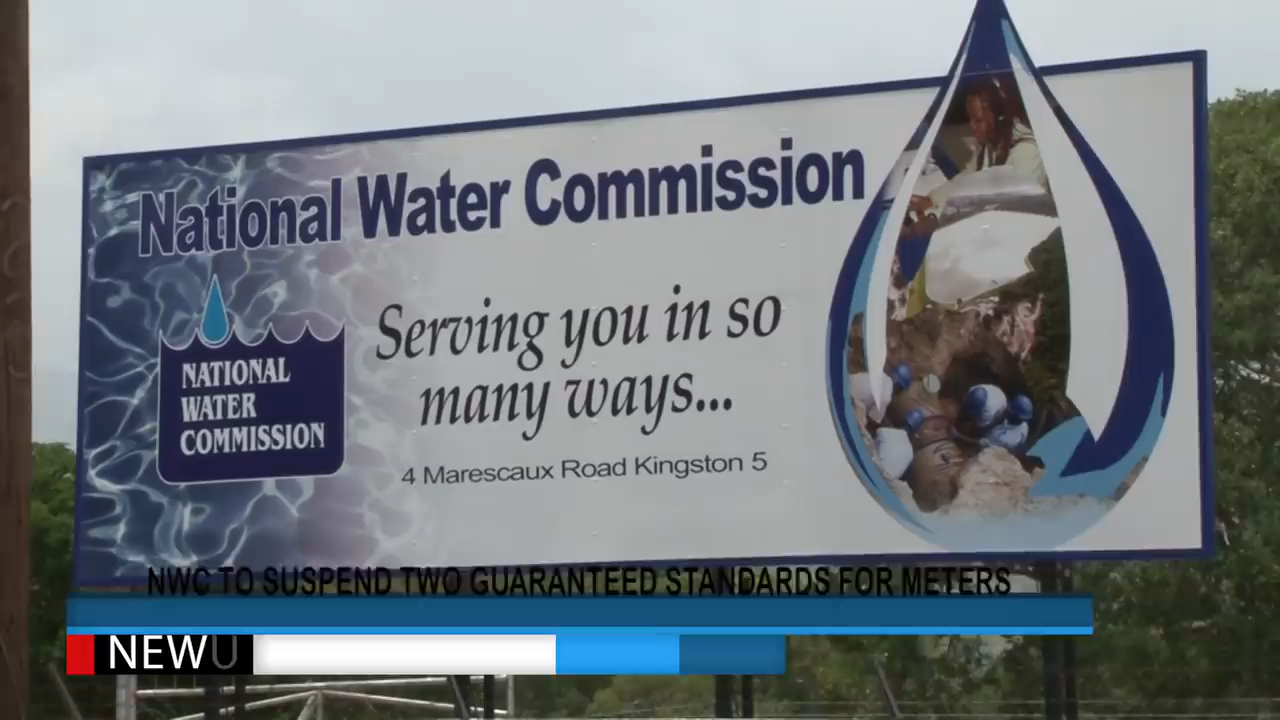 National Water Commission
NATIONAL
WATER
COMMISSION
Serving you in so
many ways...
4 Marescaux Road Kingston 5
NWC TO SUSPEND TWO GUARANTEED STANDARDS FOR METERS
NEWU